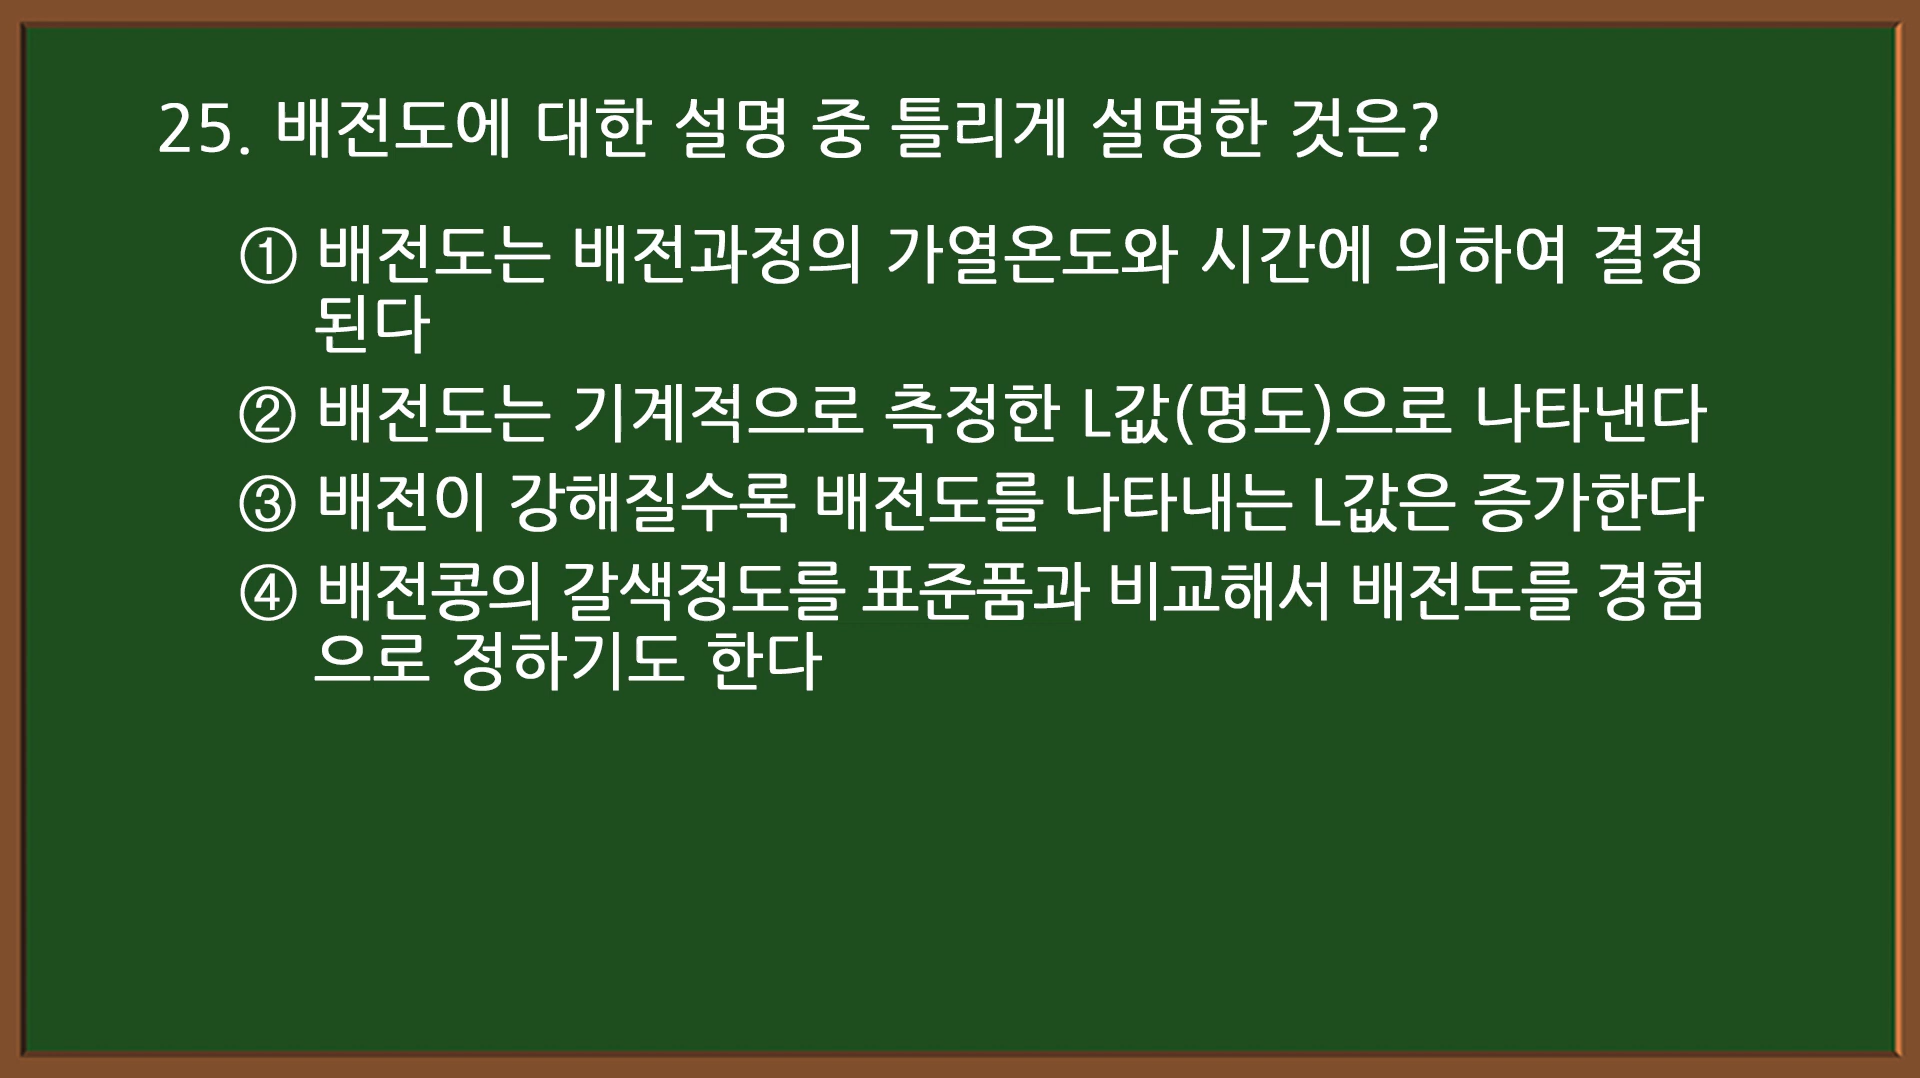 25. 배전도에 대한 설명 중 틀리게 설명한 것은?
① 배전도는 배전과정의 가열온도와 시간에 의하여 결정
된다
② 배전도는 기계적으로 측정한 L값(명도)으로 나타낸다
③ 배전이 강해질수록 배전도를 나타내는 L값은 증가한다
④ 배전콩의 갈색정도를 표준품과 비교해서 배전도를 경험
으로 정하기도 한다